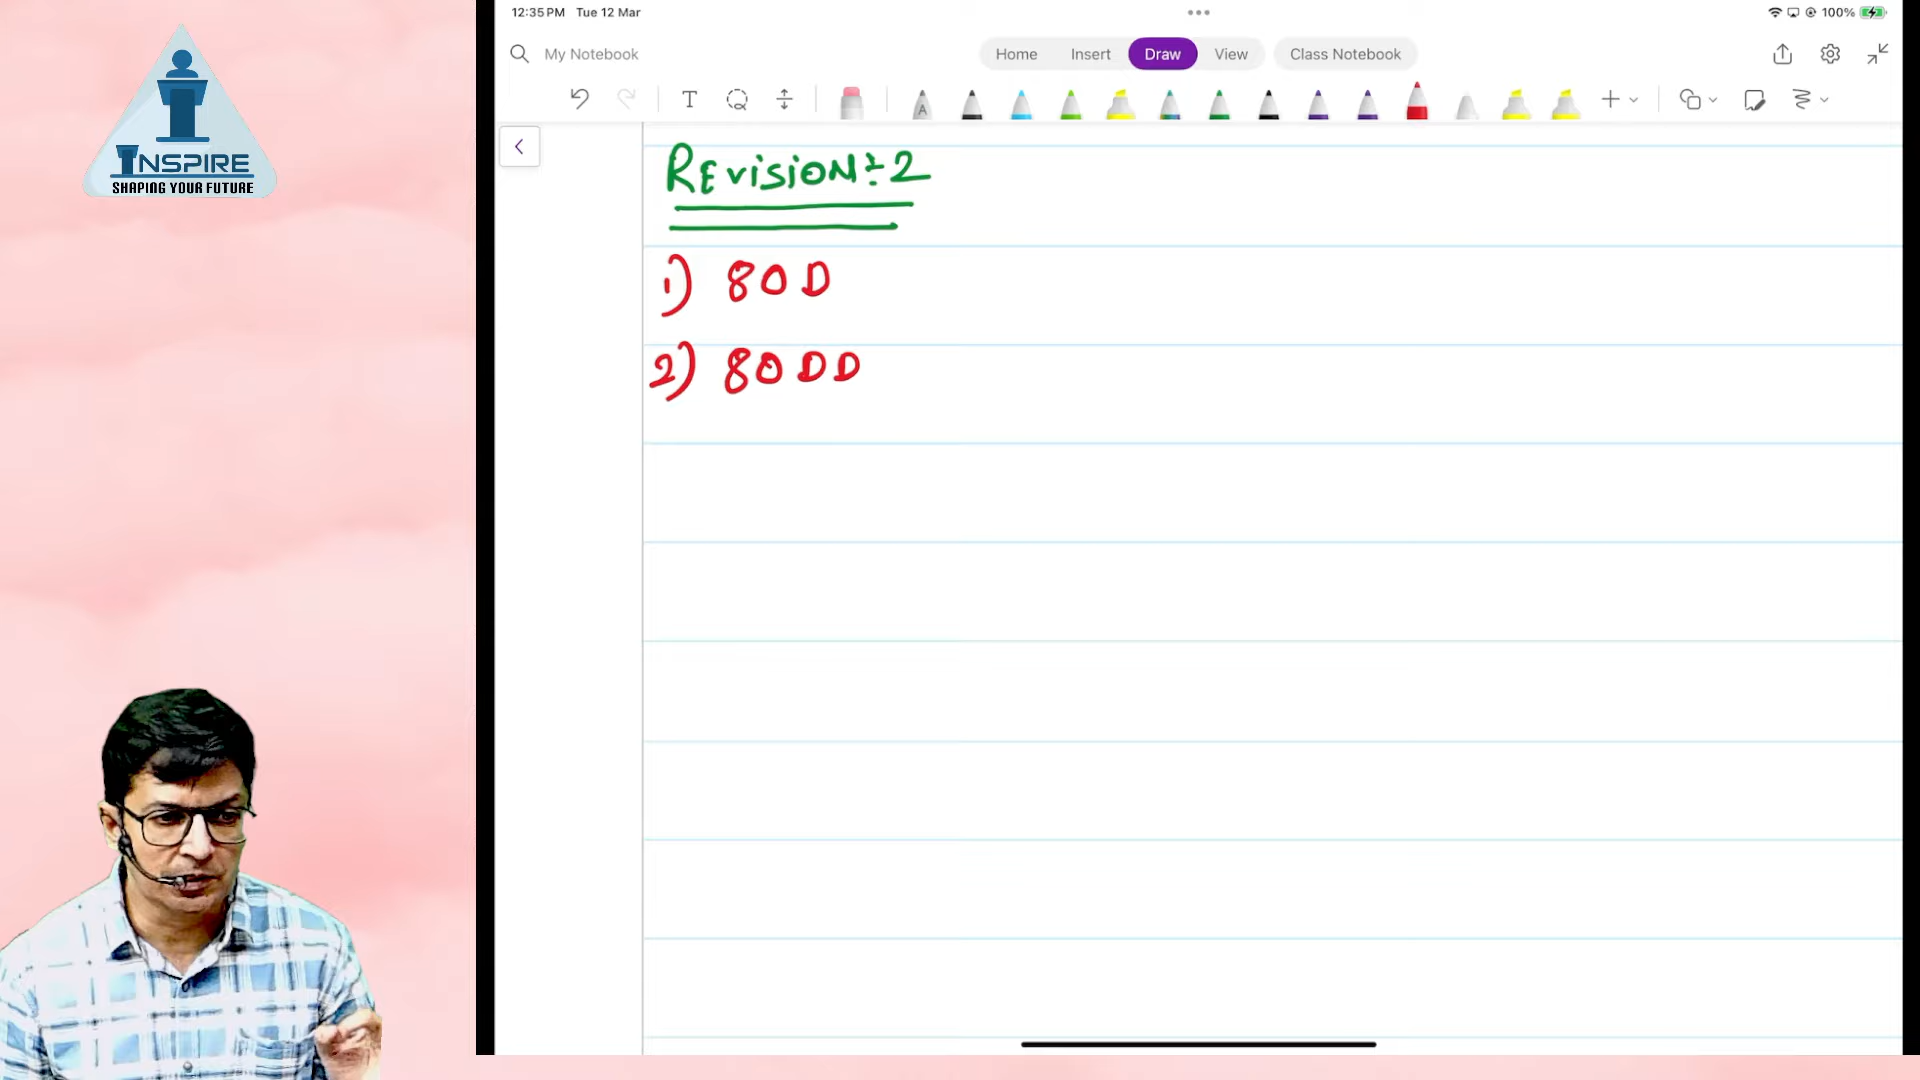 12:35 PM Tue 12 Mar
100%
My Notebook
Home Insert Draw View Class Notebook
T
A
INSPIRE
SHAPING YOUR FUTURE
REVISION:-2
1) 80D
2) 80DD